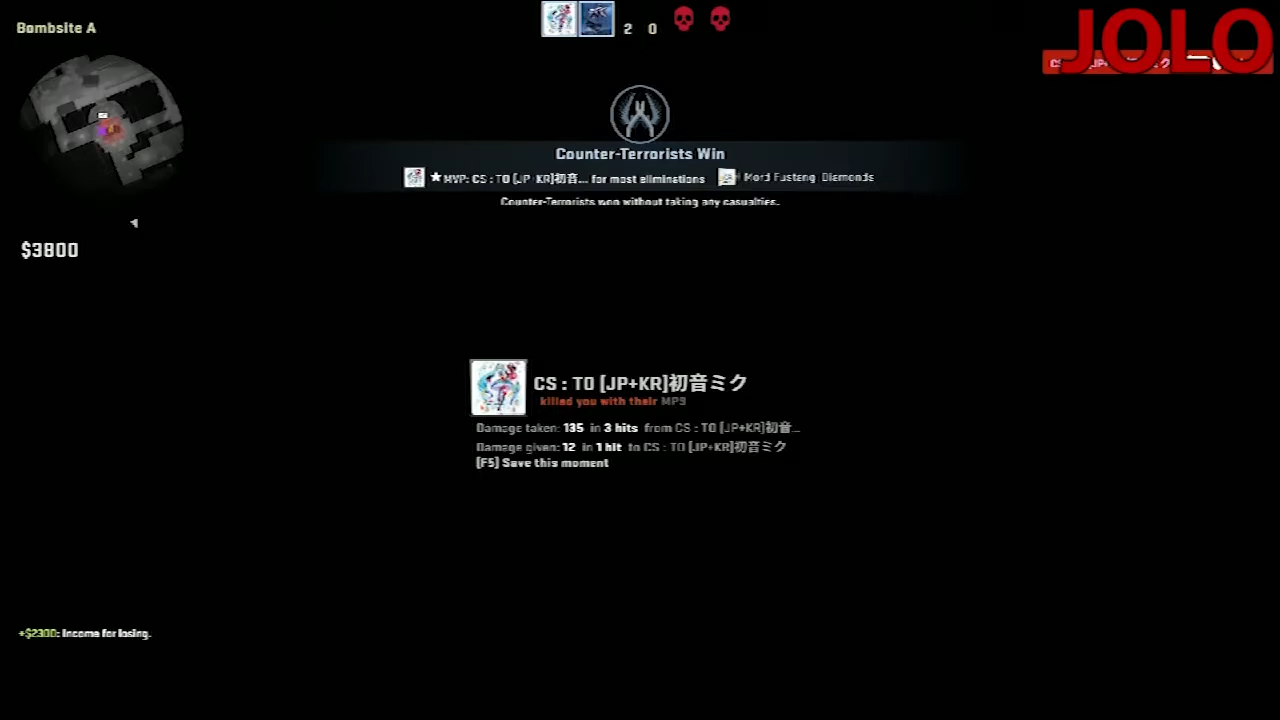 Bombsite A
2 0
JOLO
Counter-Terrorists Win
★MVP: CS : TO [JP+KR]初音... for most eliminations
Counter-Terrorists won without taking any casualties.
$3800
CS : TO [JP+KR]初音ミク
killed you with their MP9
Damage taken: 135 in 3 hits from CS : TO [JP+KR]初音...
Damage given: 12 in 1 hit to CS : TO [JP+KR]初音ミク
[F5] Save this moment
+$2300: Income for losing.